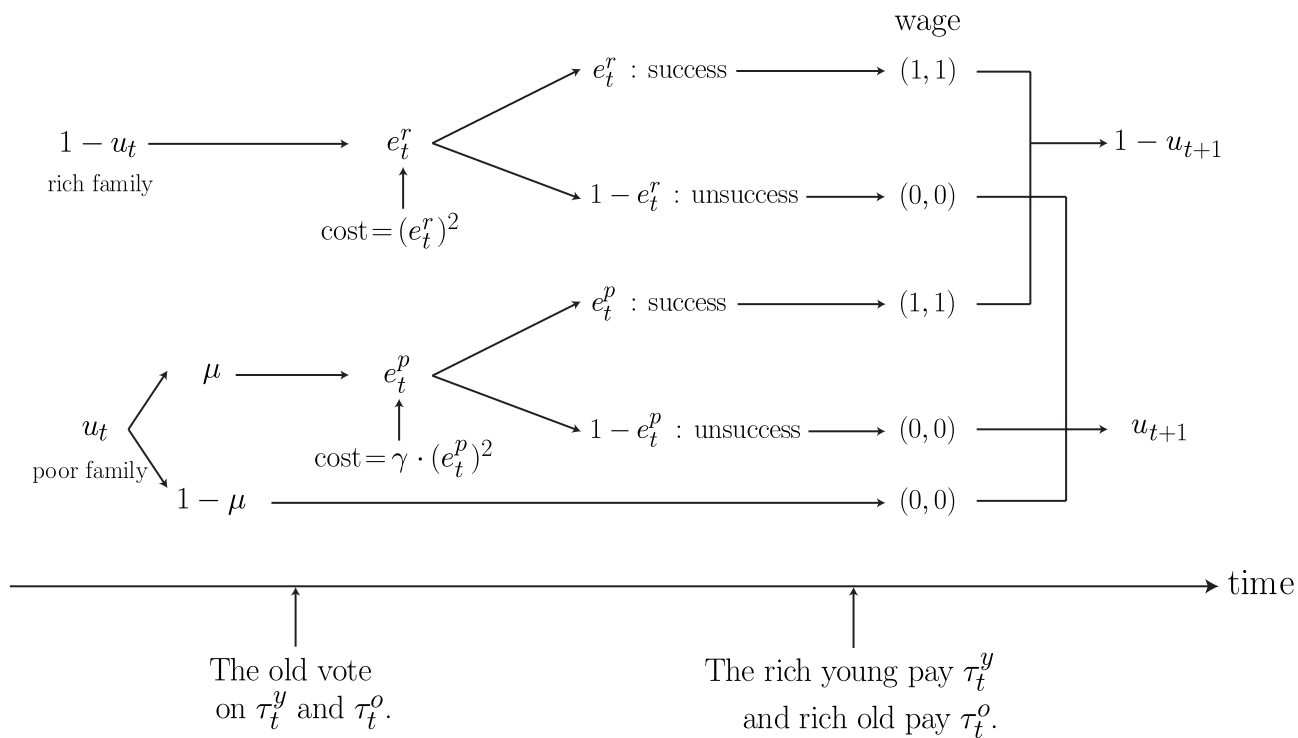 wage
e_t^r : success
(1, 1)
1 − u_t
rich family
e_t^r
1 − u_{t+1}
1 − e_t^r : unsuccess
(0, 0)
cost=(e_t^r)^2
e_t^p : success
(1, 1)
μ
e_t^p
u_t
poor family
1 − e_t^p : unsuccess
(0, 0)
u_{t+1}
cost=γ · (e_t^p)^2
1 − μ
(0, 0)
time
The old vote
on τ_t^y and τ_t^o.
The rich young pay τ_t^y
and rich old pay τ_t^o.